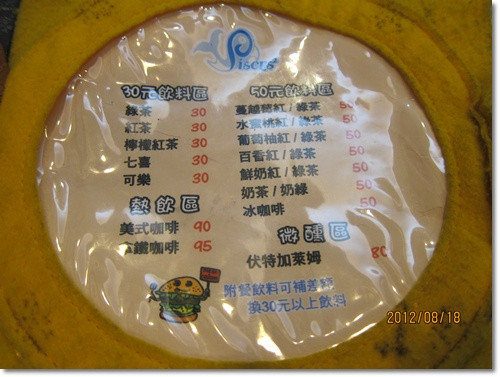 Pisces
30元飲料區
綠茶 30
紅茶 30
檸檬紅茶 30
七喜 30
可樂 30
熱飲區
美式咖啡 90
拿鐵咖啡 95
50元飲料區
蔓越莓紅/綠茶 50
水蜜桃紅/綠茶 50
葡萄柚紅/綠茶 50
百香紅/綠茶 50
鮮奶紅/綠茶 50
奶茶/奶綠 50
冰咖啡 50
微醺區
伏特加萊姆 80
附餐飲料可補差額
換30元以上飲料
2012/08/18